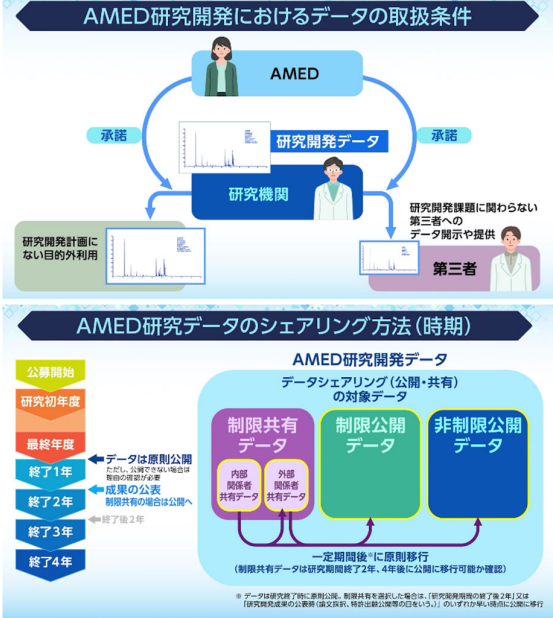 AMED研究開発におけるデータの取扱条件
AMED
承諾
承諾
研究開発データ
研究機関
研究開発計画に
ない目的外利用
研究開発課題に関わらない
第三者への
データ開示や提供
第三者
AMED研究データのシェアリング方法（時期）
公募開始
研究初年度
最終年度
終了1年
終了2年
終了3年
終了4年
データは原則公開
ただし、公開できない場合は
理由の確認が必要
成果の公表
制限共有の場合は公開へ
終了後2年
AMED研究開発データ
データシェアリング（公開・共有）
の対象データ
制限共有
データ
内部
関係者
共有データ
外部
関係者
共有データ
制限公開
データ
非制限公開
データ
一定期間後※に原則移行
（制限共有データは研究期間終了2年、4年後に公開に移行可能か確認）
※ データは研究終了時に原則公開。制限共有を選択した場合は、「研究開発期間の終了後2年」又は
「研究開発成果の公表時（論文採択、特許出願公開等の日をいう。）」のいずれか早い時点に公開に移行